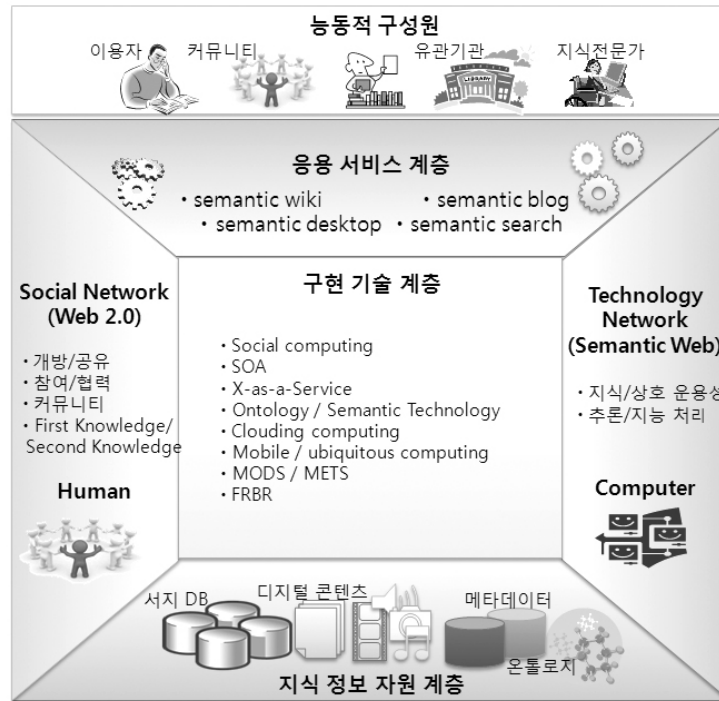 능동적 구성원
이용자
커뮤니티
유관기관
지식전문가
LIBRARY
응용 서비스 계층
· semantic wiki
· semantic blog
· semantic desktop
· semantic search
Social Network
(Web 2.0)
· 개방/공유
· 참여/협력
· 커뮤니티
· First Knowledge/
Second Knowledge
Human
구현 기술 계층
· Social computing
· SOA
· X-as-a-Service
· Ontology / Semantic Technology
· Clouding computing
· Mobile / ubiquitous computing
· MODS / METS
· FRBR
Technology
Network
(Semantic Web)
· 지식/상호 운용성
· 추론/지능 처리
Computer
서지 DB
디지털 콘텐츠
메타데이터
온톨로지
지식 정보 자원 계층